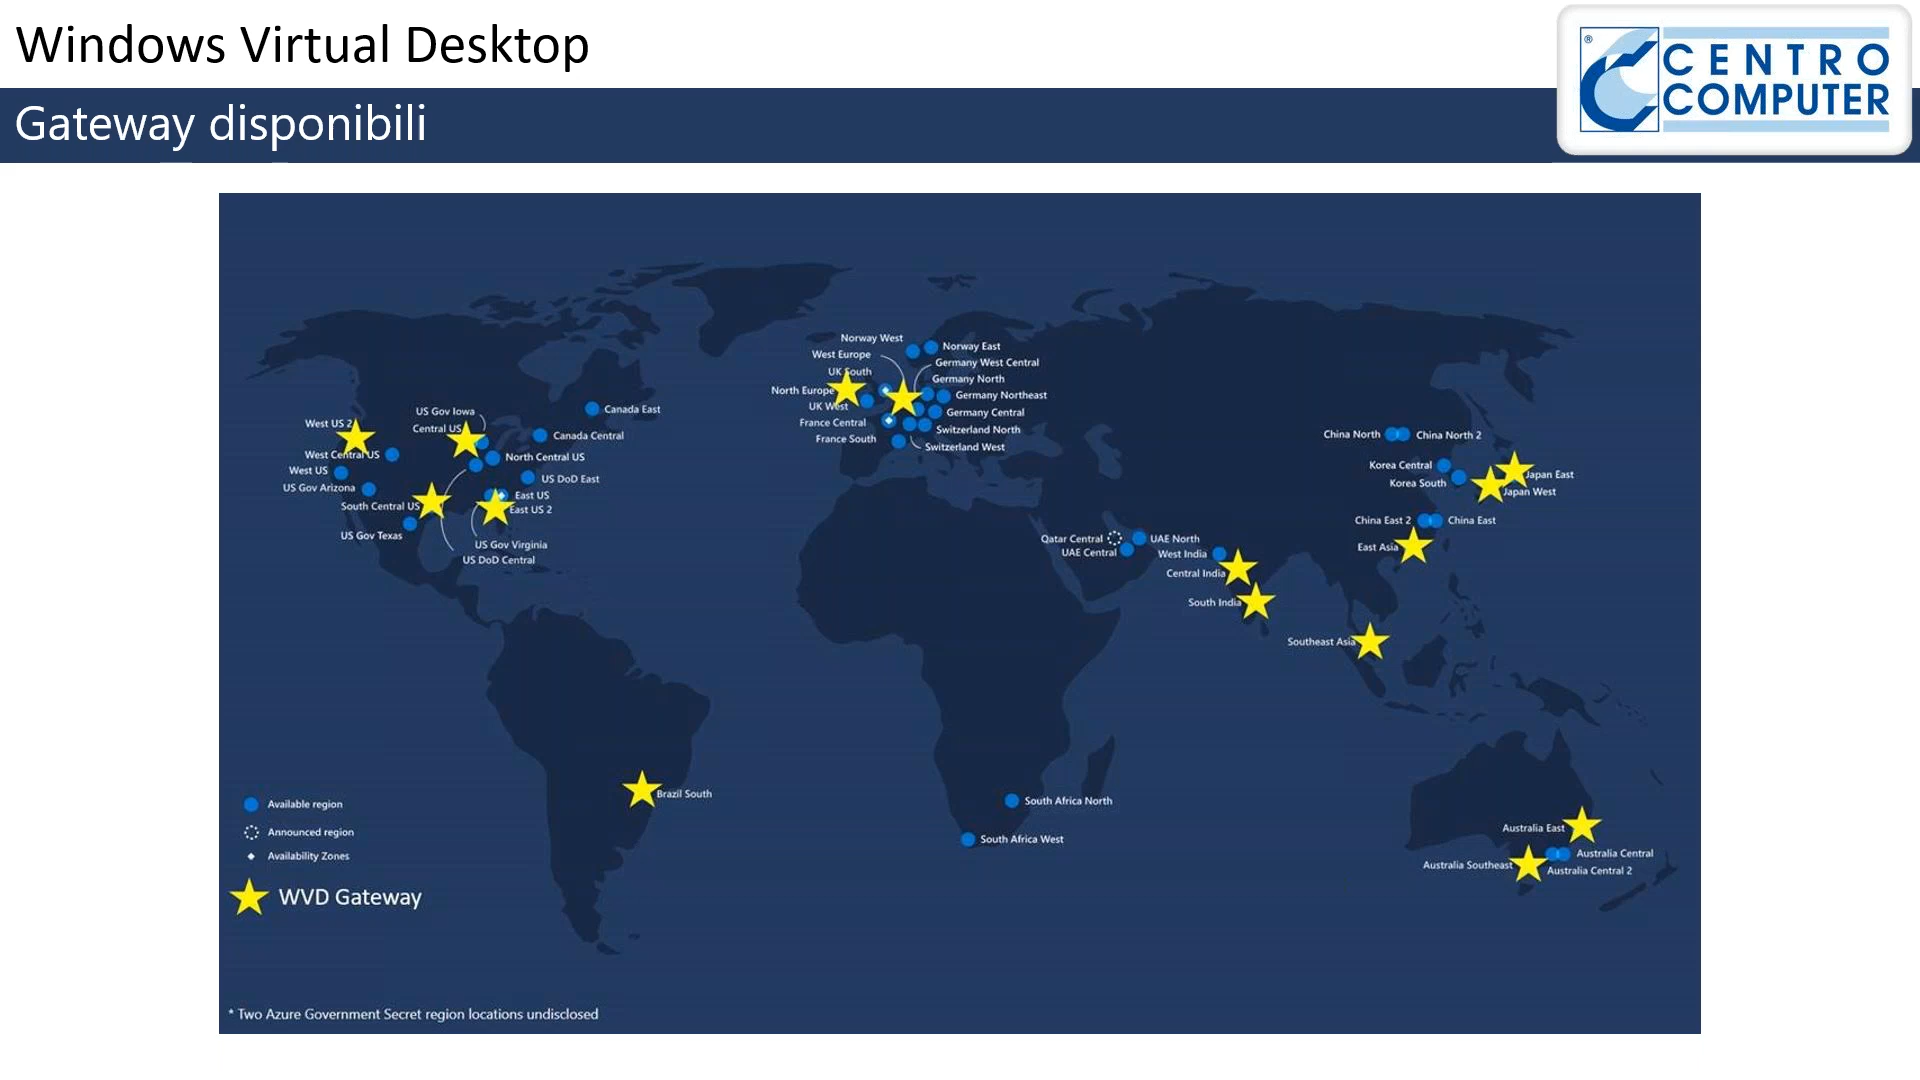 Windows Virtual Desktop
Gateway disponibili
®
CENTRO
COMPUTER
Norway West
Norway East
West Europe
Germany West Central
UK South
Germany North
North Europe
Germany Northeast
UK West
Germany Central
France Central
Switzerland North
France South
Switzerland West
US Gov Iowa
Canada East
West US 2
Central US
Canada Central
West Central US
North Central US
West US
US DoD East
US Gov Arizona
East US
South Central US
East US 2
US Gov Texas
US Gov Virginia
US DoD Central
China North
China North 2
Korea Central
Japan East
Korea South
Japan West
China East 2
China East
East Asia
Qatar Central
UAE North
UAE Central
West India
Central India
South India
Southeast Asia
Brazil South
South Africa North
South Africa West
Australia East
Australia Central
Australia Southeast
Australia Central 2
Available region
Announced region
Availability Zones
WVD Gateway
* Two Azure Government Secret region locations undisclosed